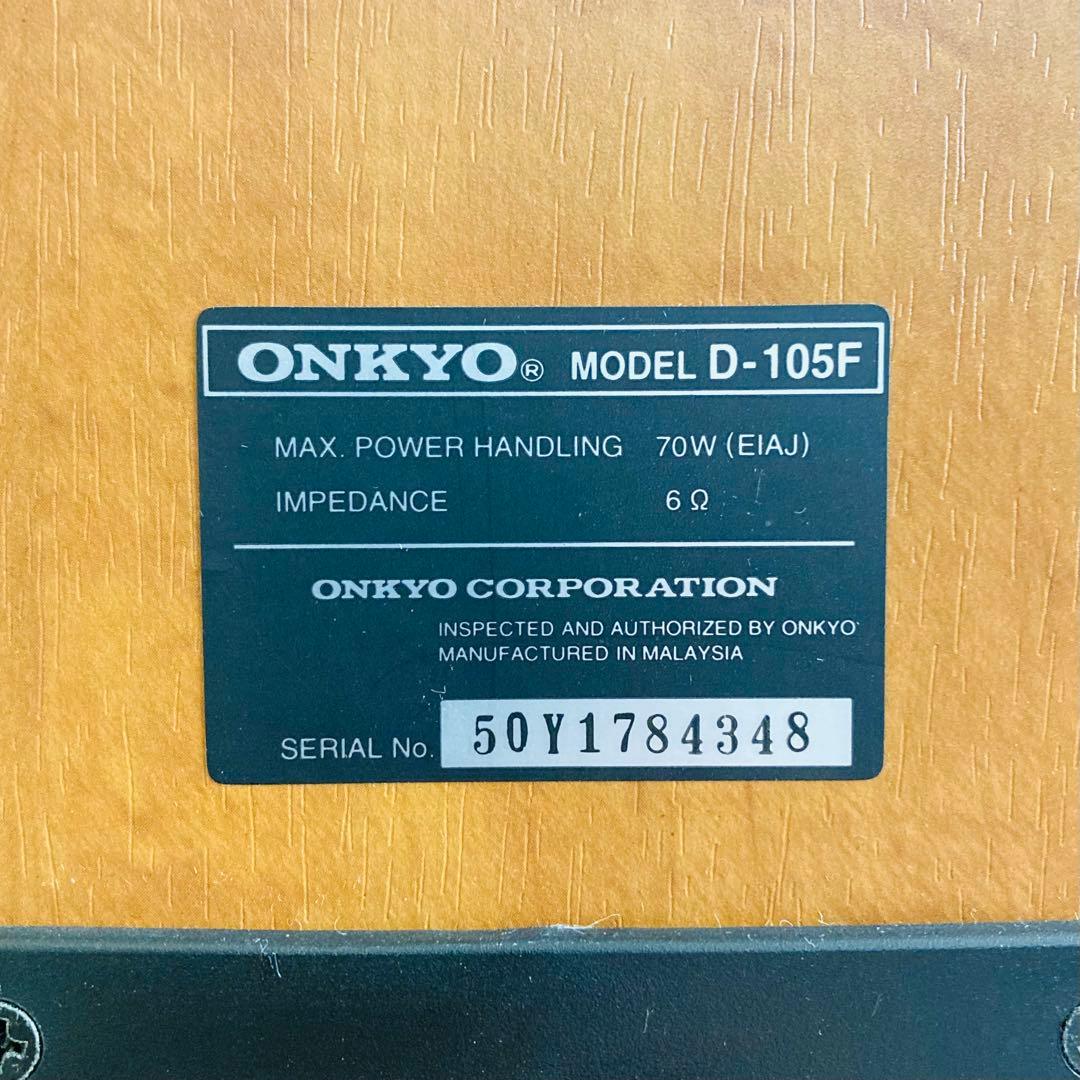 ONKYO® MODEL D-105F
MAX. POWER HANDLING 70W (EIAJ)
IMPEDANCE 6 Ω
ONKYO CORPORATION
INSPECTED AND AUTHORIZED BY ONKYO
MANUFACTURED IN MALAYSIA
SERIAL No. 50Y1784348